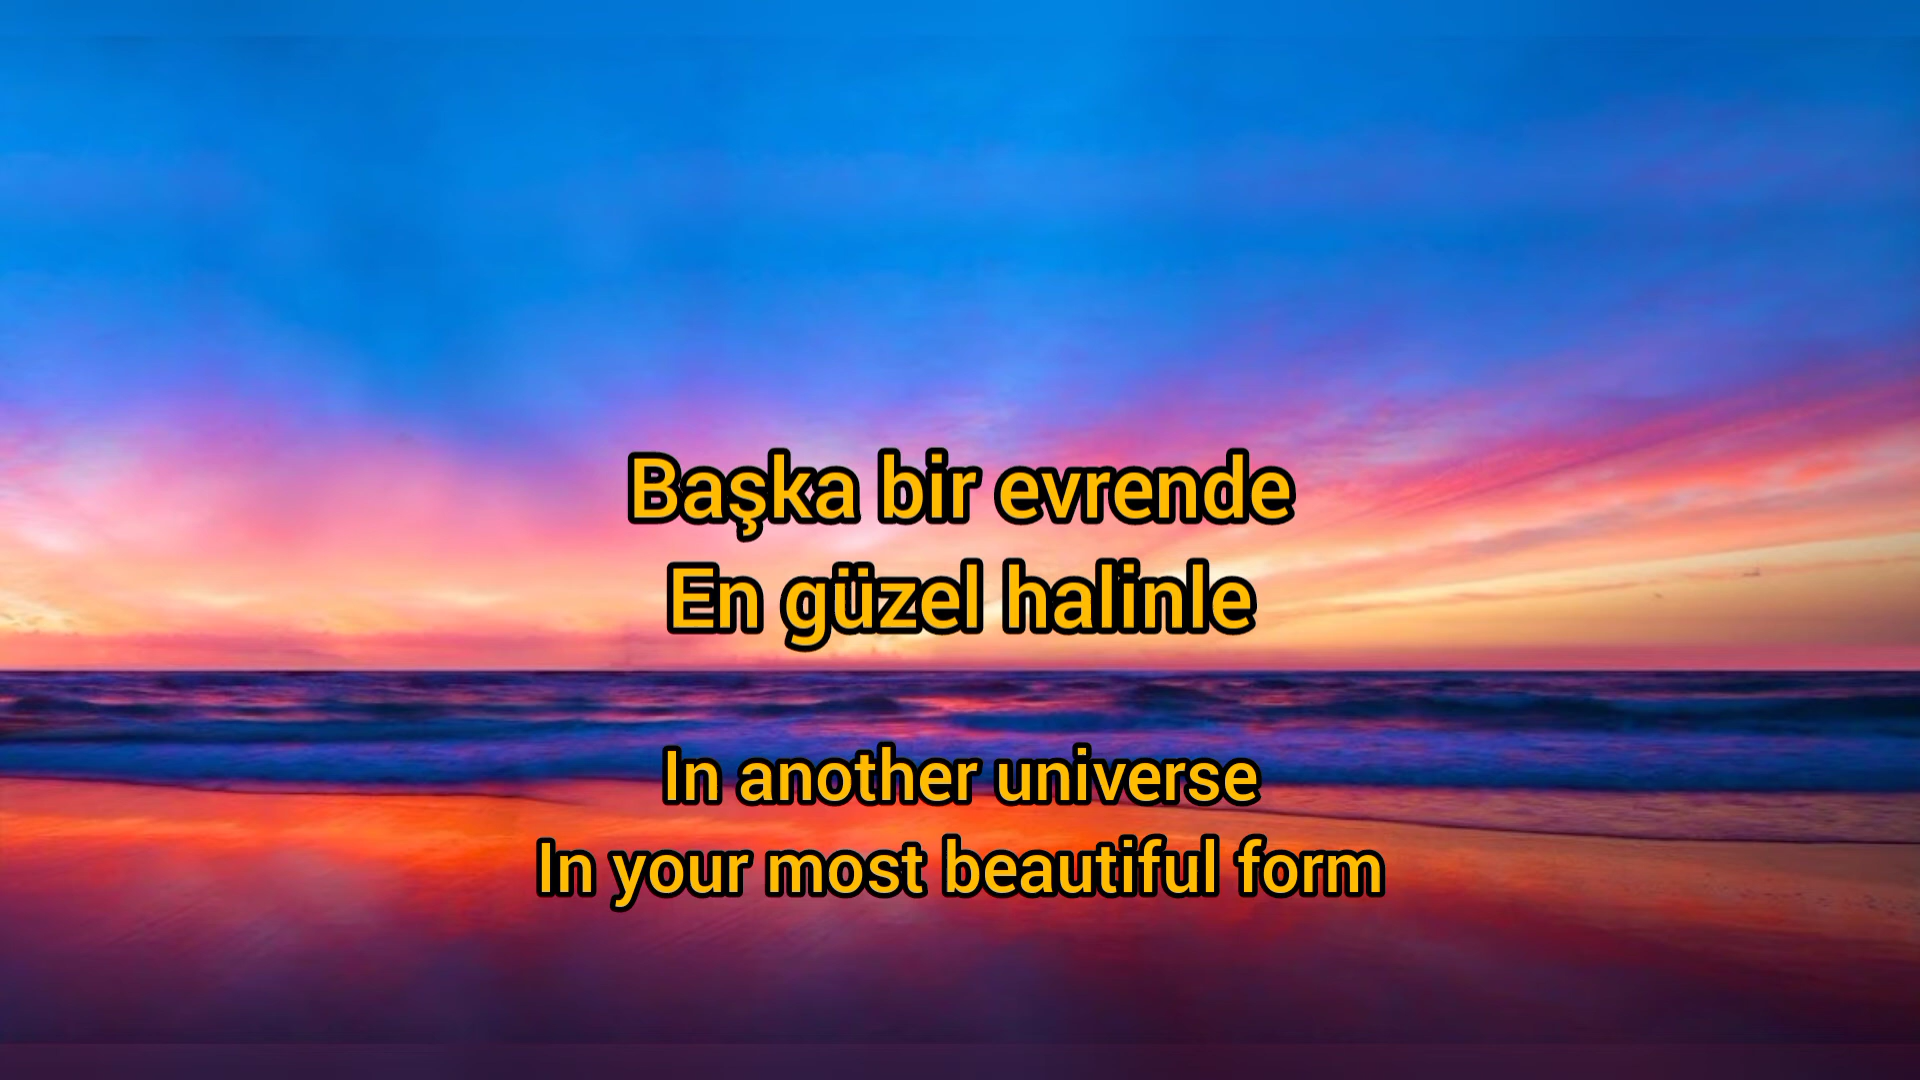 Başka bir evrende
En güzel halinle
In another universe
In your most beautiful form